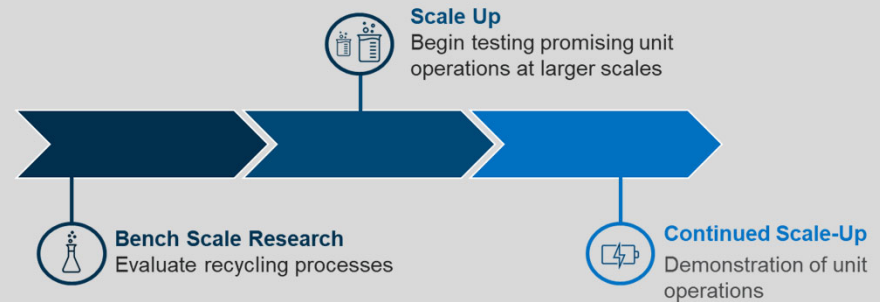 Scale Up
Begin testing promising unit
operations at larger scales
Bench Scale Research
Evaluate recycling processes
Continued Scale-Up
Demonstration of unit
operations